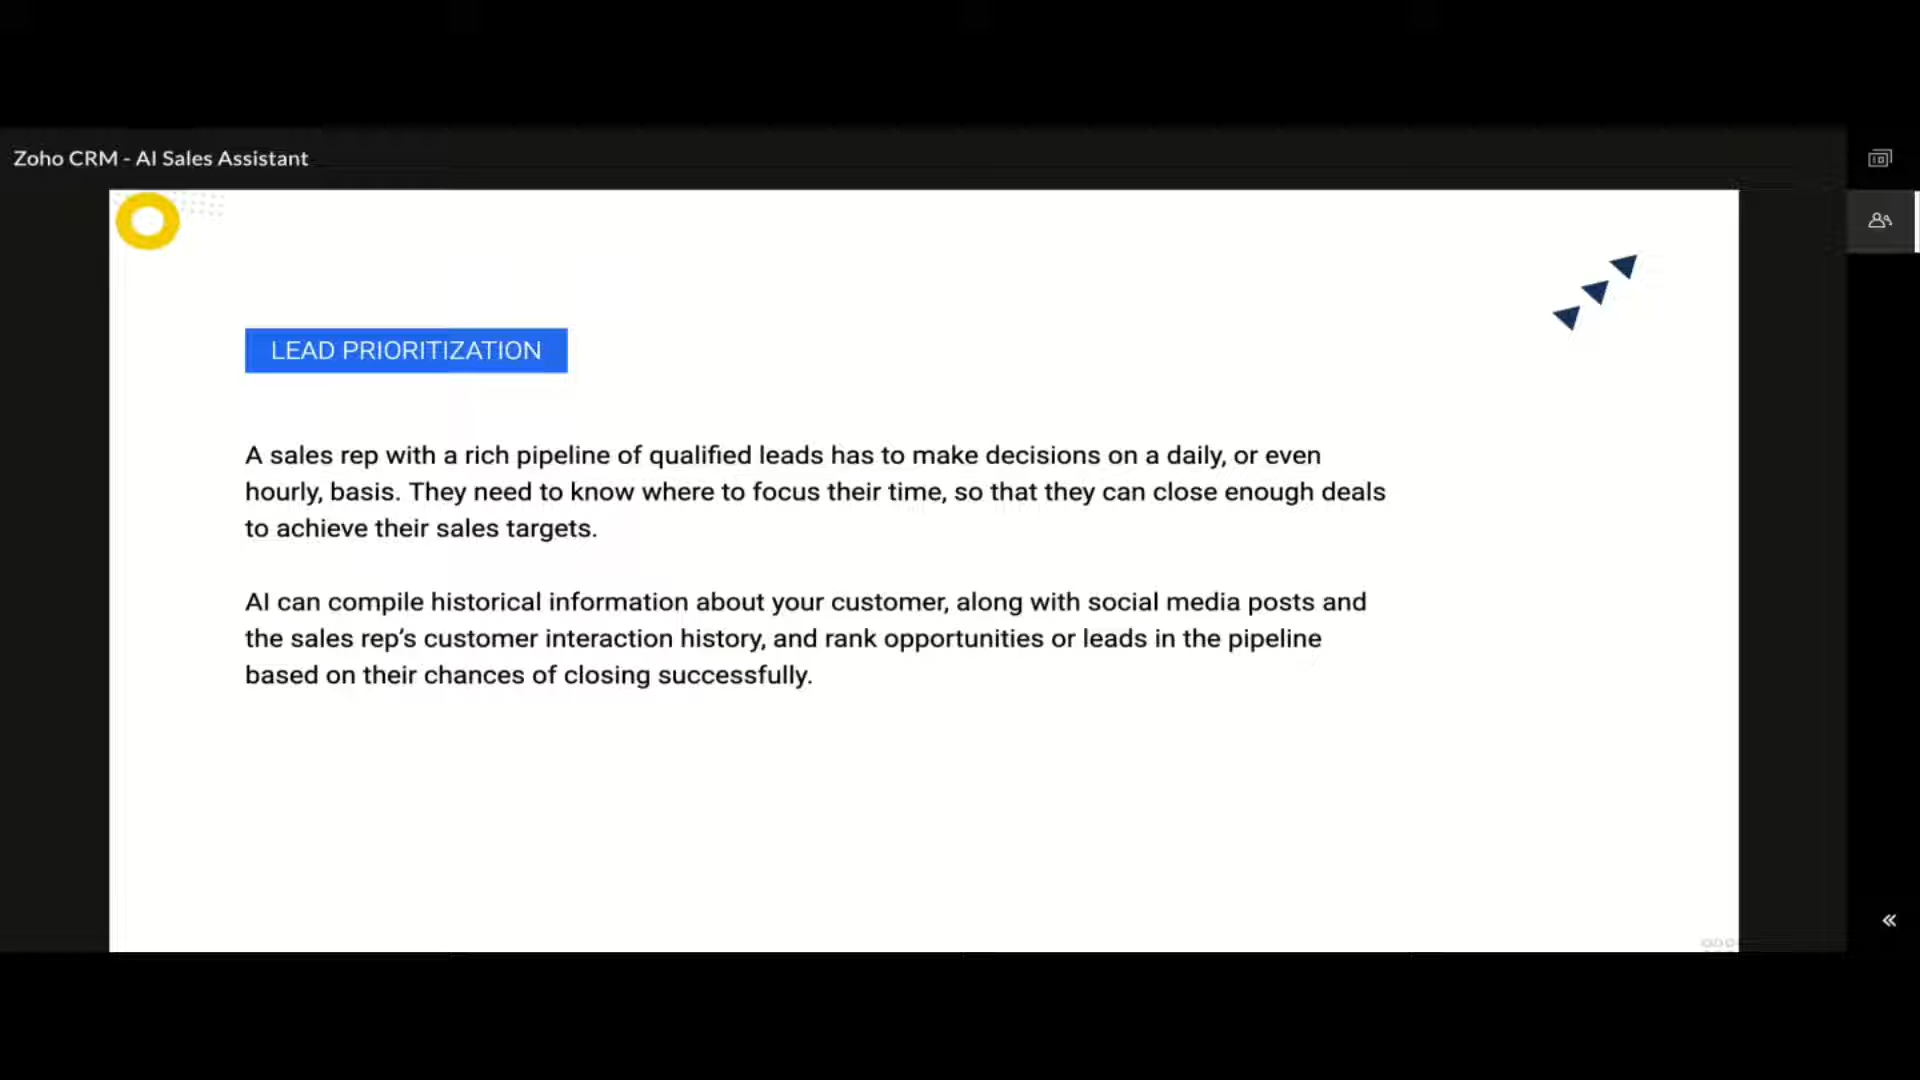 Zoho CRM - AI Sales Assistant
LEAD PRIORITIZATION
A sales rep with a rich pipeline of qualified leads has to make decisions on a daily, or even
hourly, basis. They need to know where to focus their time, so that they can close enough deals
to achieve their sales targets.
AI can compile historical information about your customer, along with social media posts and
the sales rep’s customer interaction history, and rank opportunities or leads in the pipeline
based on their chances of closing successfully.